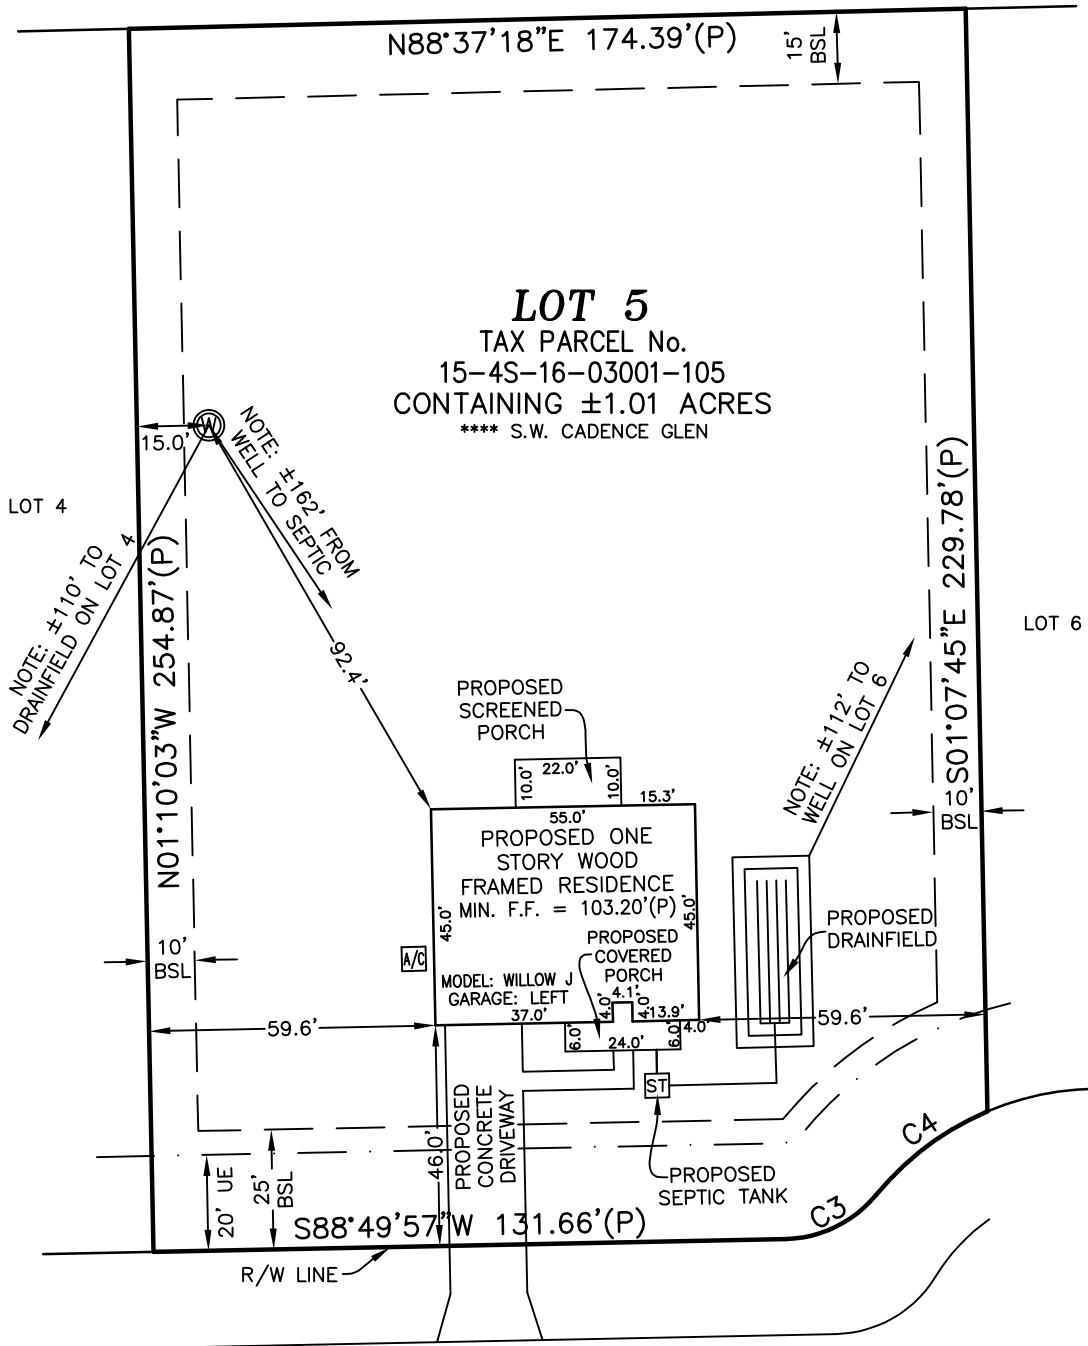 N88°37'18"E 174.39'(P)
15'
BSL
LOT 5
TAX PARCEL No.
15-4S-16-03001-105
CONTAINING ±1.01 ACRES
**** S.W. CADENCE GLEN
W
15.0'
NOTE: ±162' FROM
WELL TO SEPTIC
LOT 4
NOTE: ±110' TO
DRAINFIELD ON LOT 4
N01°10'03"W 254.87'(P)
S01°07'45"E 229.78'(P)
LOT 6
92.4'
PROPOSED
SCREENED
PORCH
NOTE: ±112' TO
WELL ON LOT 6
10.0'
22.0'
10.0'
15.3'
10'
BSL
55.0'
PROPOSED ONE
STORY WOOD
FRAMED RESIDENCE
MIN. F.F. = 103.20'(P)
45.0'
45.0'
PROPOSED
COVERED
PORCH
PROPOSED
DRAINFIELD
10'
BSL
A/C
MODEL: WILLOW J
GARAGE: LEFT
4.1'
4.0'
4.0'
37.0'
13.9'
59.6'
4.0'
59.6'
6.0'
24.0'
6.0'
ST
PROPOSED
CONCRETE
DRIVEWAY
46.0'
20' UE
25'
BSL
PROPOSED
SEPTIC TANK
C4
C3
S88°49'57"W 131.66'(P)
R/W LINE